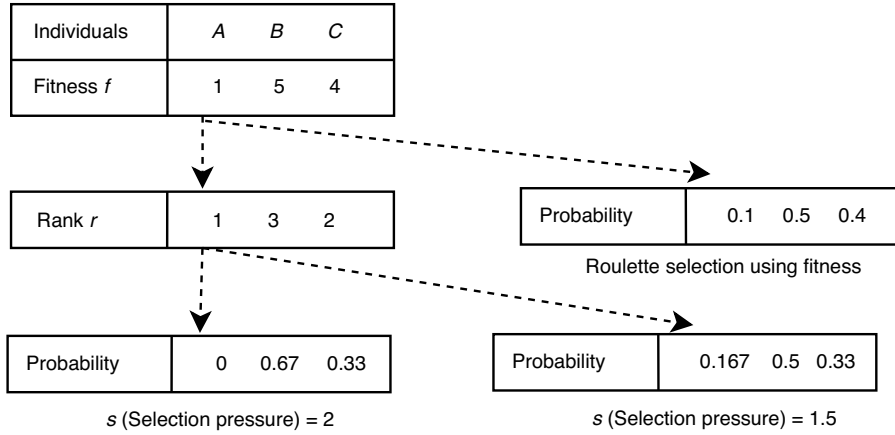 Individuals A B C
Fitness f 1 5 4
Rank r 1 3 2
Probability 0.1 0.5 0.4
Roulette selection using fitness
Probability 0 0.67 0.33
s (Selection pressure) = 2
Probability 0.167 0.5 0.33
s (Selection pressure) = 1.5